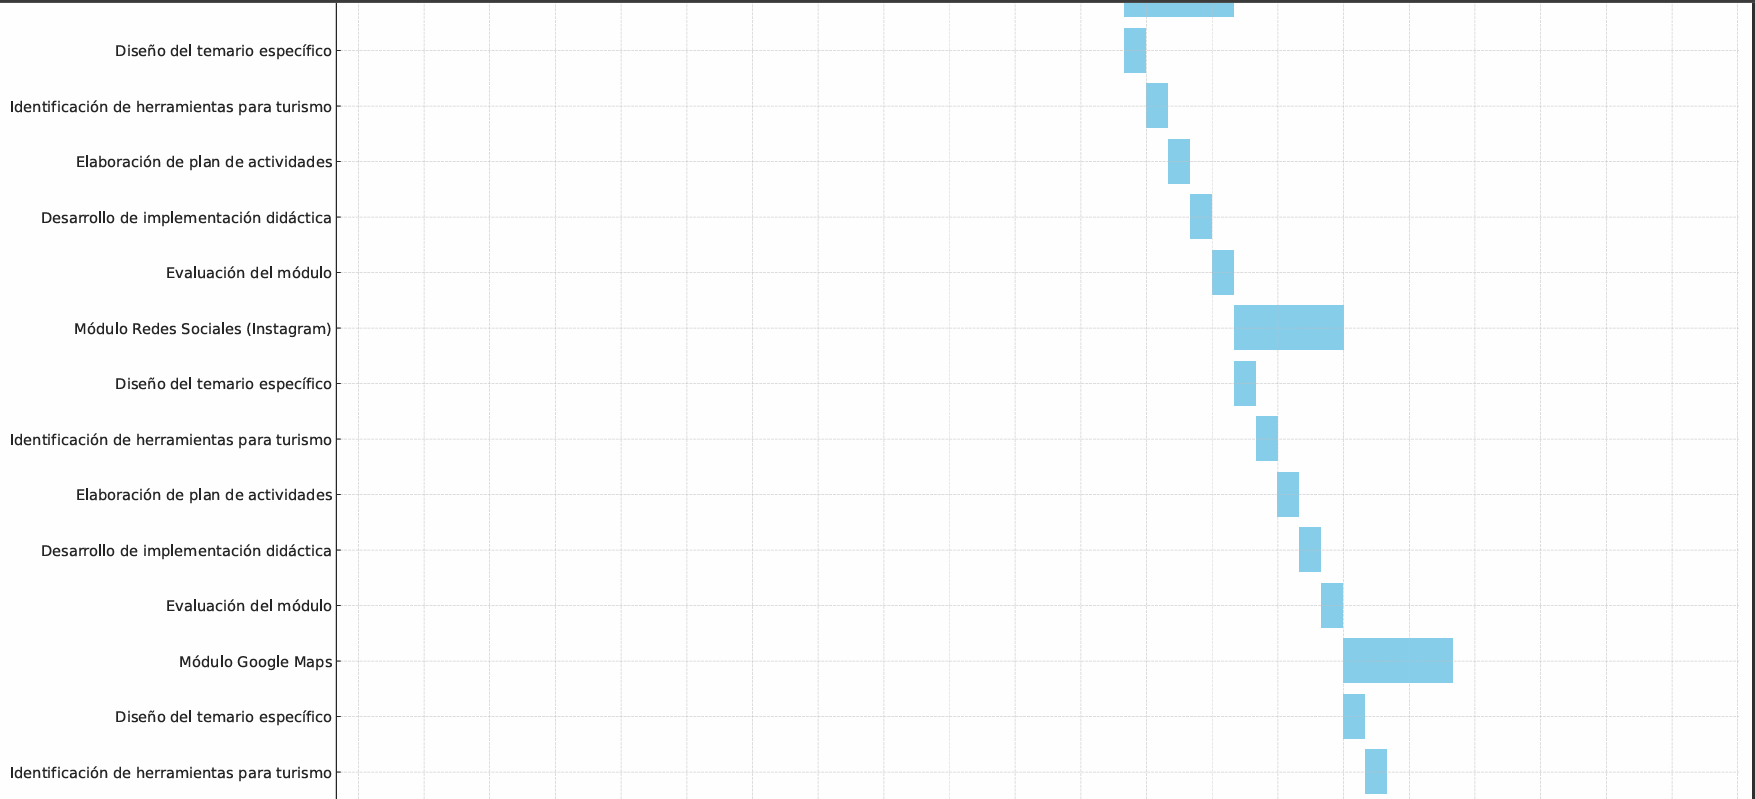 Diseño del temario específico
Identificación de herramientas para turismo
Elaboración de plan de actividades
Desarrollo de implementación didáctica
Evaluación del módulo
Módulo Redes Sociales (Instagram)
Diseño del temario específico
Identificación de herramientas para turismo
Elaboración de plan de actividades
Desarrollo de implementación didáctica
Evaluación del módulo
Módulo Google Maps
Diseño del temario específico
Identificación de herramientas para turismo